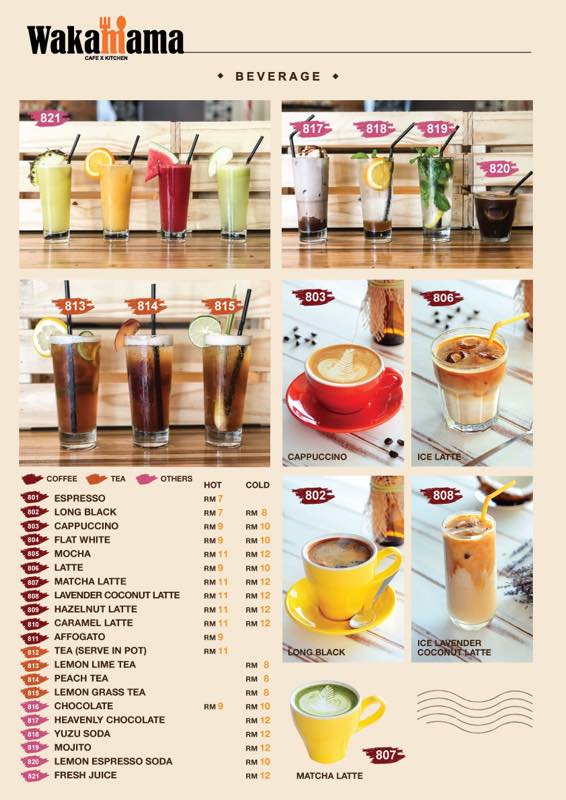 Wakamama
CAFE X KITCHEN
BEVERAGE
821
817
818
819
820
813
814
815
803
CAPPUCCINO
806
ICE LATTE
802
LONG BLACK
808
ICE LAVENDER
COCONUT LATTE
807
MATCHA LATTE
COFFEE TEA OTHERS HOT COLD
801 ESPRESSO RM 7
802 LONG BLACK RM 7 RM 8
803 CAPPUCCINO RM 9 RM 10
804 FLAT WHITE RM 9 RM 10
805 MOCHA RM 11 RM 12
806 LATTE RM 9 RM 10
807 MATCHA LATTE RM 11 RM 12
808 LAVENDER COCONUT LATTE RM 11 RM 12
809 HAZELNUT LATTE RM 11 RM 12
810 CARAMEL LATTE RM 11 RM 12
811 AFFOGATO RM 9
812 TEA (SERVE IN POT) RM 11
813 LEMON LIME TEA RM 8
814 PEACH TEA RM 8
815 LEMON GRASS TEA RM 8
816 CHOCOLATE RM 9 RM 10
817 HEAVENLY CHOCOLATE RM 12
818 YUZU SODA RM 12
819 MOJITO RM 12
820 LEMON ESPRESSO SODA RM 10
821 FRESH JUICE RM 12